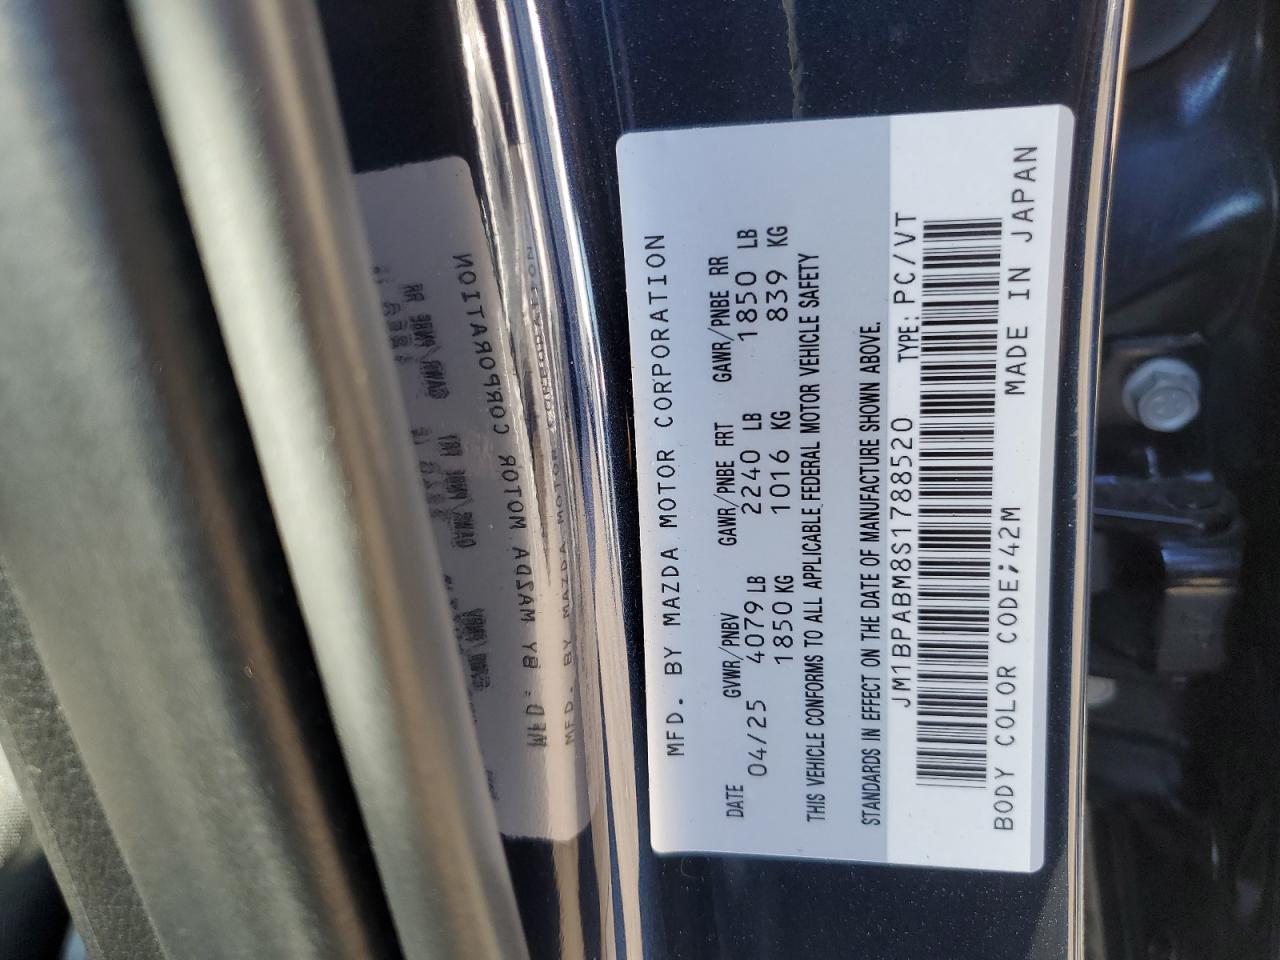 MFD. BY MAZDA MOTOR CORPORATION
DATE GVWR/PNBV GAWR/PNBE FRT GAWR/PNBE RR
04/25 4079 LB 2240 LB 1850 LB
1850 KG 1016 KG 839 KG
THIS VEHICLE CONFORMS TO ALL APPLICABLE FEDERAL MOTOR VEHICLE SAFETY
STANDARDS IN EFFECT ON THE DATE OF MANUFACTURE SHOWN ABOVE.
JM1BPABM8S1788520 TYPE: PC/VT
BODY COLOR CODE;42M MADE IN JAPAN
MFD. BY MAZDA MOTOR CORPORATION